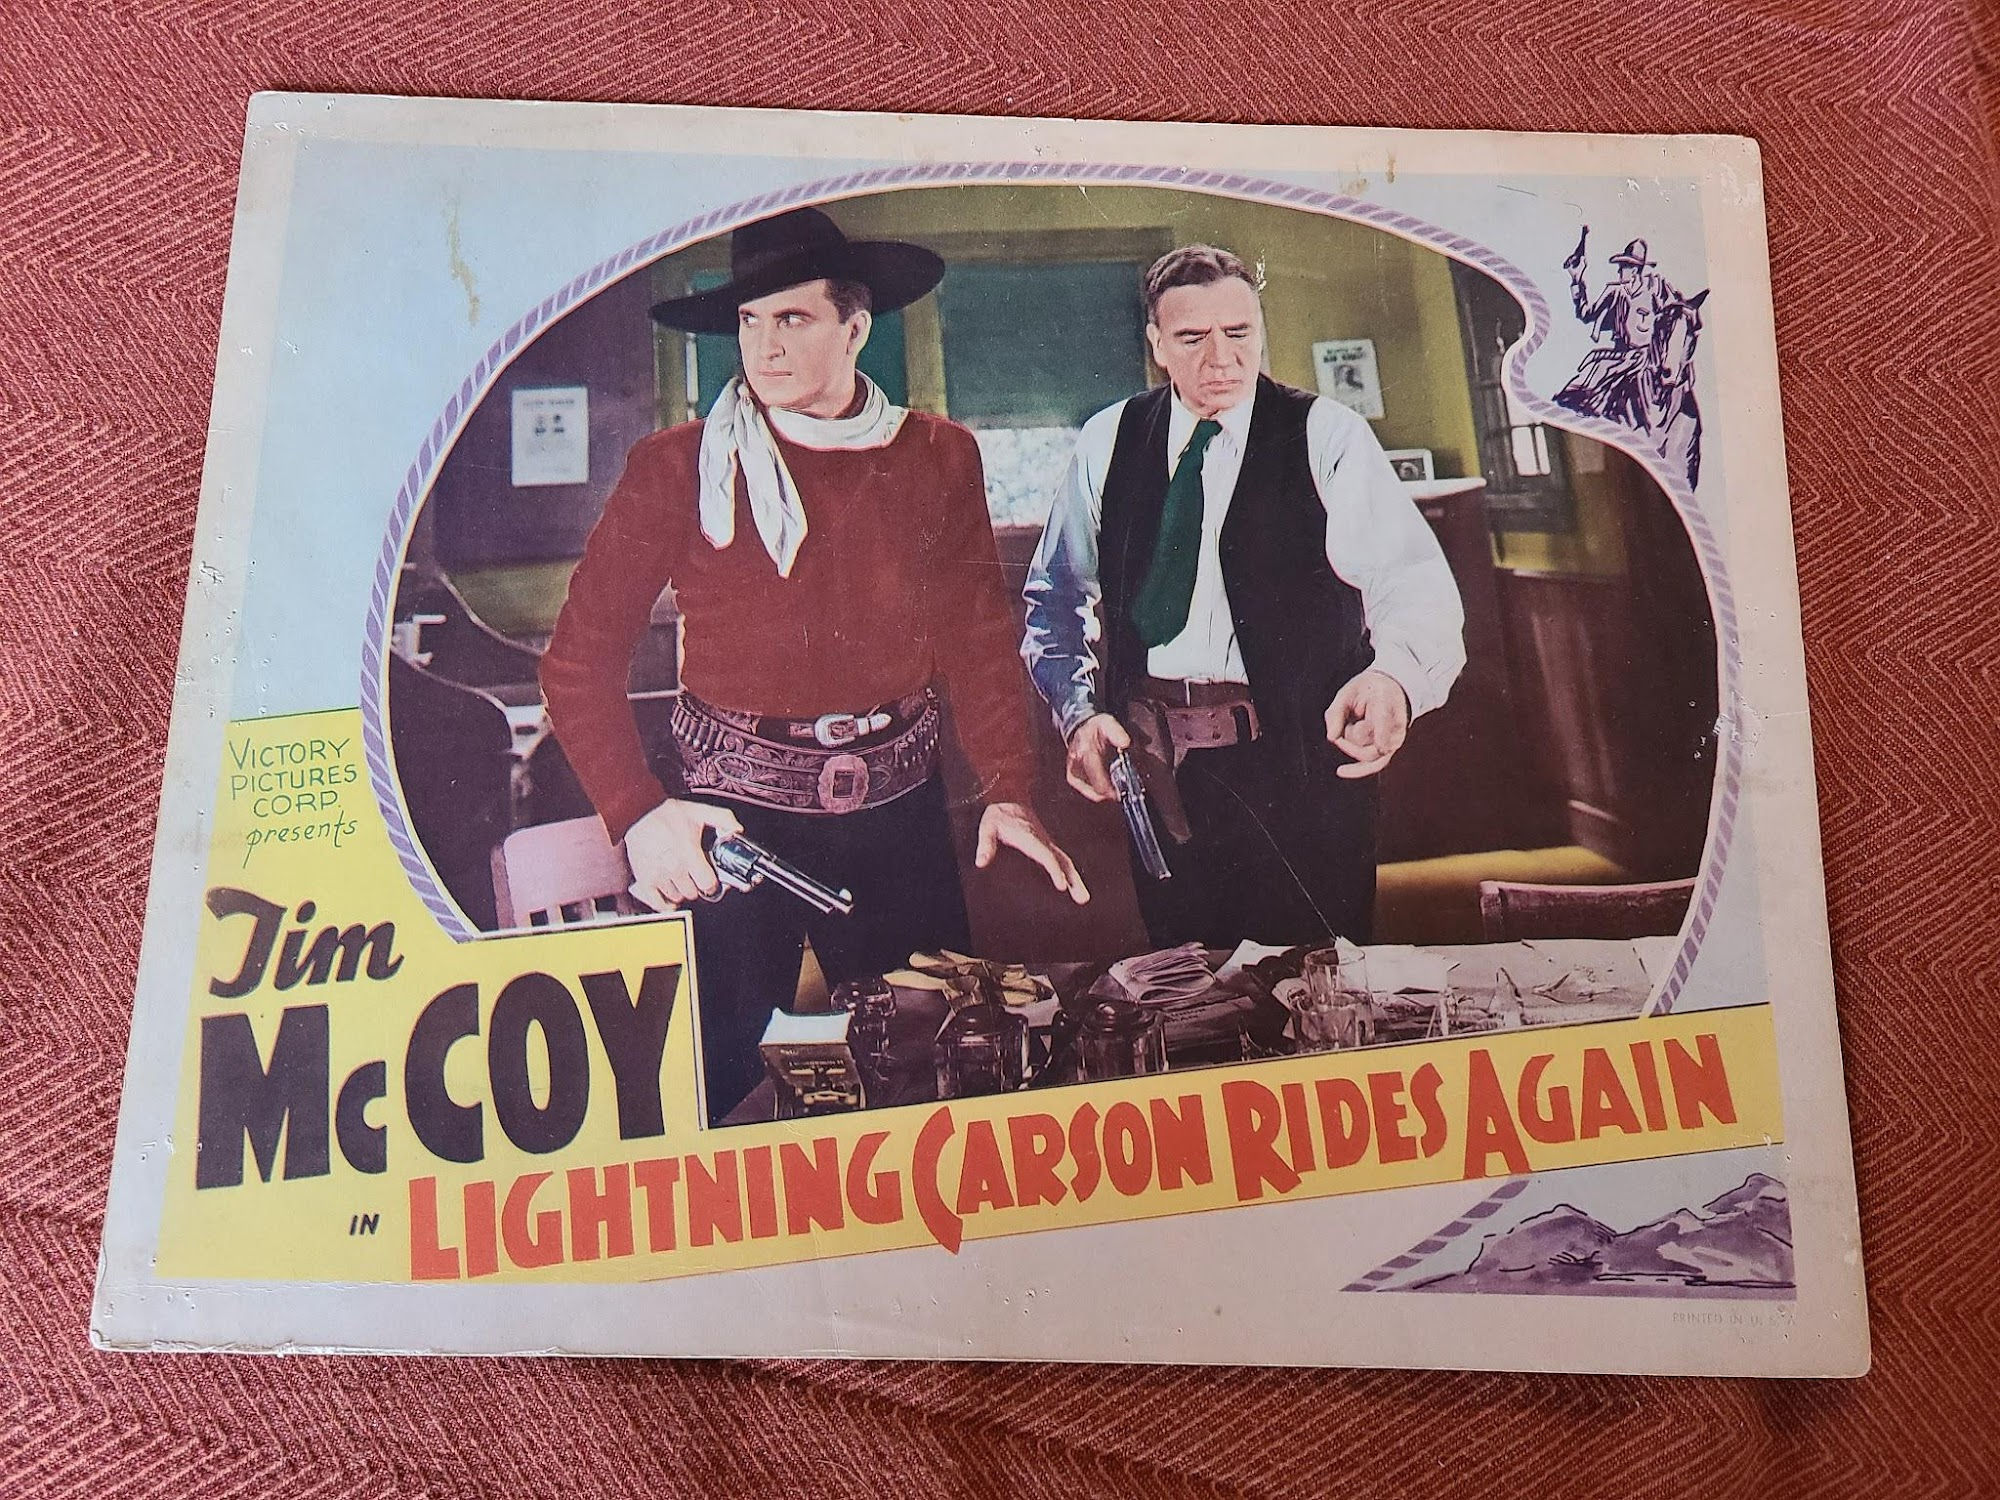 VICTORY
PICTURES
CORP.
presents
Tim
McCOY
IN LIGHTNING CARSON RIDES AGAIN
PRINTED IN U. S. A